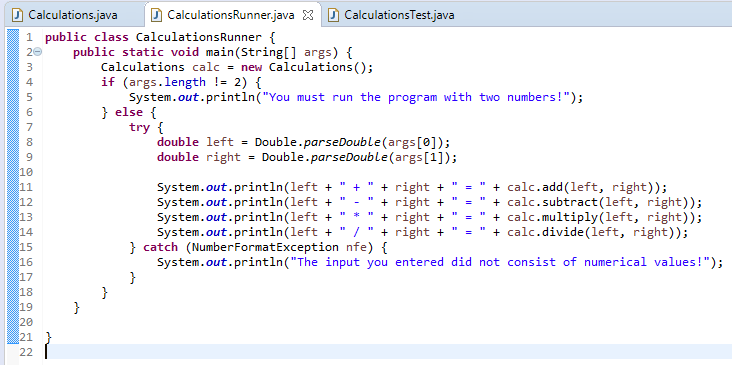 Calculations.java CalculationsRunner.java CalculationsTest.java
1 public class CalculationsRunner {
2 public static void main(String[] args) {
3 Calculations calc = new Calculations();
4 if (args.length != 2) {
5 System.out.println("You must run the program with two numbers!");
6 } else {
7 try {
8 double left = Double.parseDouble(args[0]);
9 double right = Double.parseDouble(args[1]);
10
11 System.out.println(left + " + " + right + " = " + calc.add(left, right));
12 System.out.println(left + " - " + right + " = " + calc.subtract(left, right));
13 System.out.println(left + " * " + right + " = " + calc.multiply(left, right));
14 System.out.println(left + " / " + right + " = " + calc.divide(left, right));
15 } catch (NumberFormatException nfe) {
16 System.out.println("The input you entered did not consist of numerical values!");
17 }
18 }
19 }
20
21 }
22